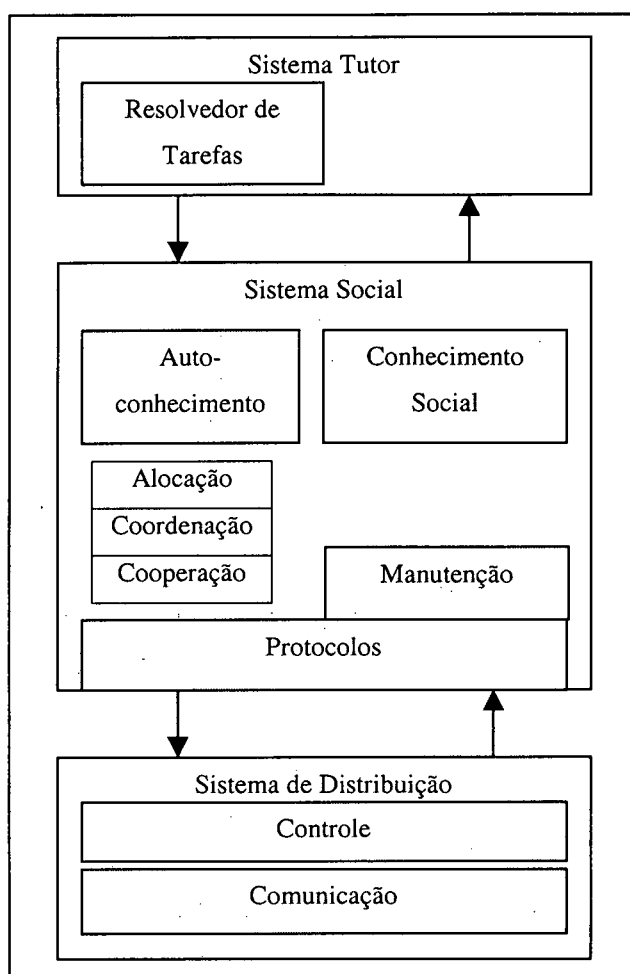 Sistema Tutor
Resolvedor de
Tarefas
Sistema Social
Auto-
conhecimento
Conhecimento
Social
Alocação
Coordenação
Cooperação
Manutenção
Protocolos
Sistema de Distribuição
Controle
Comunicação